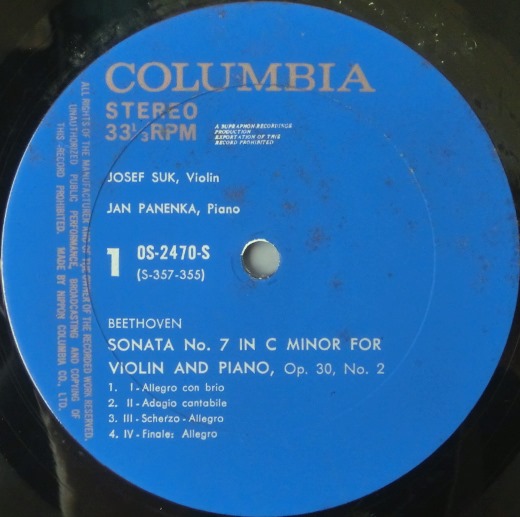 COLUMBIA
STEREO
33⅓RPM
A SUPRAPHON RECORDINGS
PRODUCTION
EXPORTATION OF THIS
RECORD PROHIBITED
JOSEF SUK, Violin
JAN PANENKA, Piano
1 OS-2470-S
(S-357-355)
BEETHOVEN
SONATA No. 7 IN C MINOR FOR
ViOLIN AND PIANO, Op. 30, No. 2
1. I-Allegro con brio
2. II-Adagio cantabile
3. III-Scherzo-Allegro
4. IV-Finale: Allegro
ALL RIGHTS OF THE MANUFACTURER AND OF THE OWNER OF THE RECORDED WORK RESERVED.
UNAUTHORIZED PUBLIC PERFORMANCE, BROADCASTING AND COPYING OF
THIS RECORD PROHIBITED. MADE BY NIPPON COLUMBIA CO., LTD.